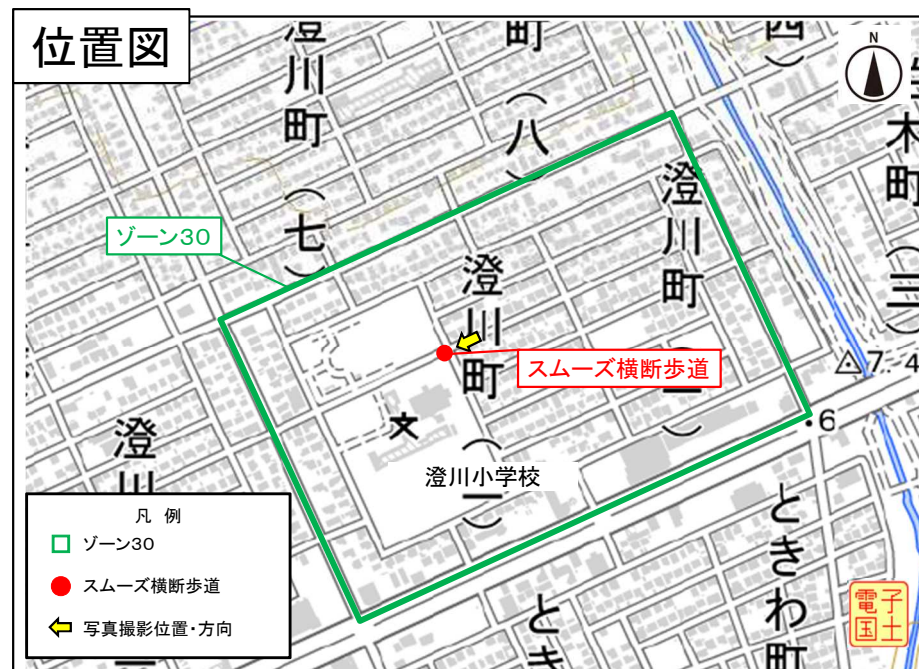 位置図
N
澄川町(七)
町(八)
四)
木町(三)
ゾーン30
澄川町
澄川町(一)
スムーズ横断歩道
7.4
・6
文
澄川小学校
澄川
ときわ町
とき
凡 例
ゾーン30
スムーズ横断歩道
写真撮影位置・方向
電子国土